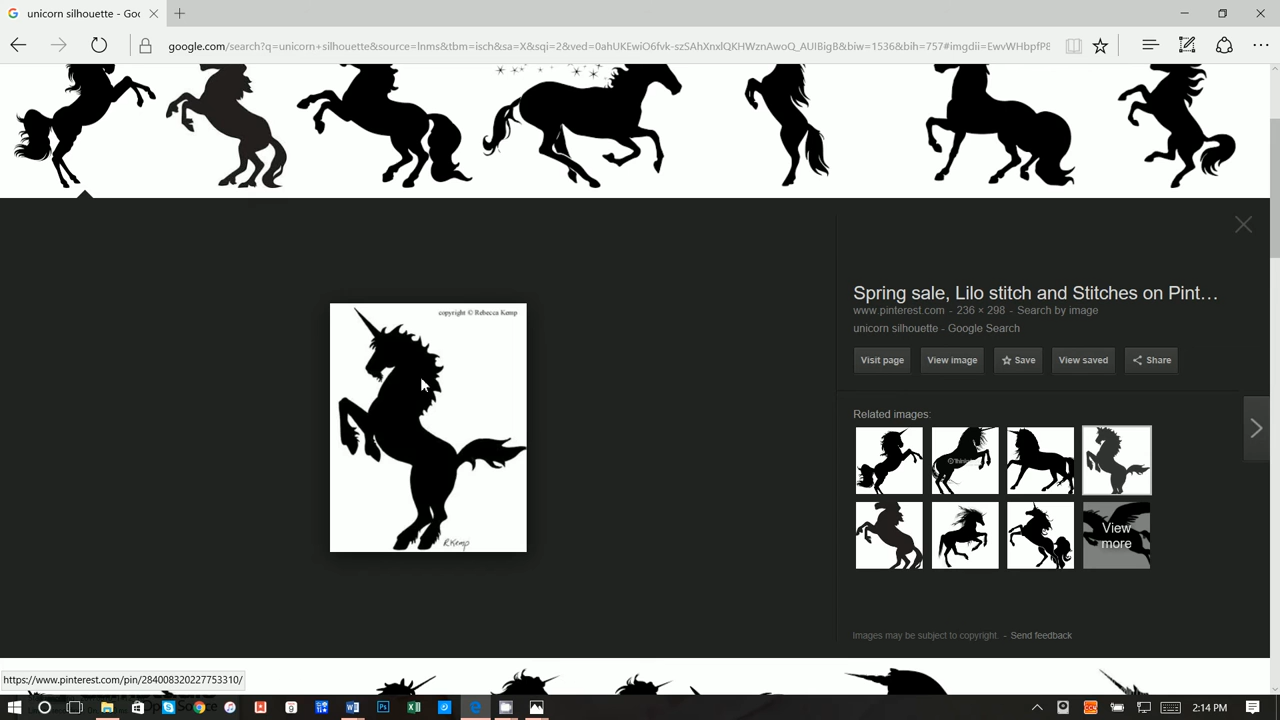 unicorn silhouette - Goo
google.com/search?q=unicorn+silhouette&source=lnms&tbm=isch&sa=X&sqi=2&ved=0ahUKEwiO6fvk-szSAhXnxlQKHWznAwoQ_AUIBigB&biw=1536&bih=757#imgdii=EwvWHbpfP8
copyright © Rebecca Kemp
R Kemp
Spring sale, Lilo stitch and Stitches on Pint...
www.pinterest.com - 236 × 298 - Search by image
unicorn silhouette - Google Search
Visit page View image Save View saved Share
Related images:
View more
Images may be subject to copyright. - Send feedback
https://www.pinterest.com/pin/284008320227753310/
2:14 PM